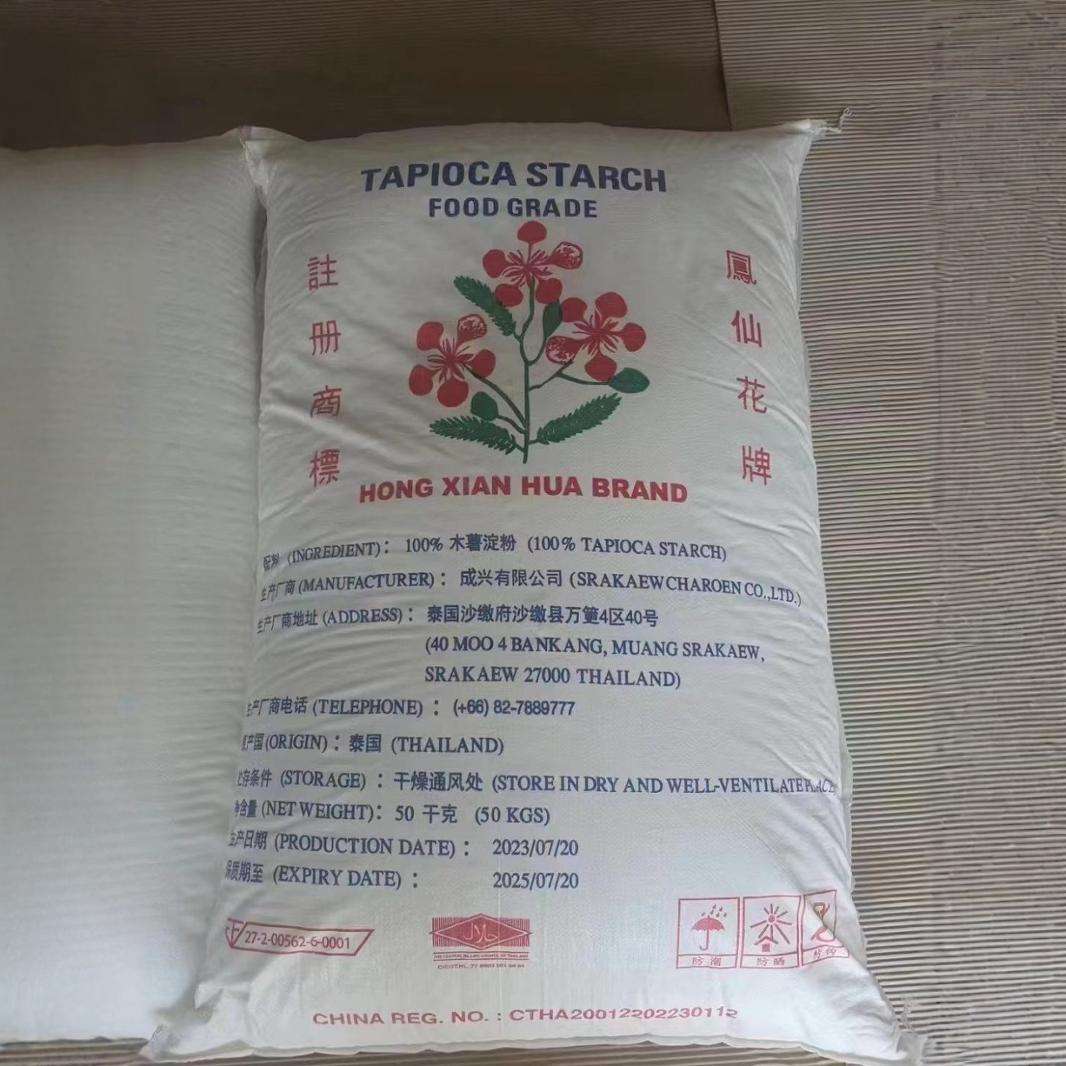 TAPIOCA STARCH
FOOD GRADE
註册商標
鳳仙花牌
HONG XIAN HUA BRAND
配料 (INGREDIENT): 100% 木薯淀粉 (100% TAPIOCA STARCH)
生产厂商 (MANUFACTURER) : 成兴有限公司 (SRAKAEW CHAROEN CO.,LTD.)
生产厂商地址 (ADDRESS) : 泰国沙缴府沙缴县万箼4区40号
(40 MOO 4 BANKANG, MUANG SRAKAEW,
SRAKAEW 27000 THAILAND)
生产厂商电话 (TELEPHONE) : (+66) 82-7889777
原产国 (ORIGIN) : 泰国 (THAILAND)
贮存条件 (STORAGE) : 干燥通风处 (STORE IN DRY AND WELL-VENTILATE PLACE
净含量 (NET WEIGHT): 50 千克 (50 KGS)
生产日期 (PRODUCTION DATE) : 2023/07/20
保质期至 (EXPIRY DATE) : 2025/07/20
27-2-00562-6-0001
حلال
防潮
防晒
防钩
CHINA REG. NO. : CTHA20012202230112